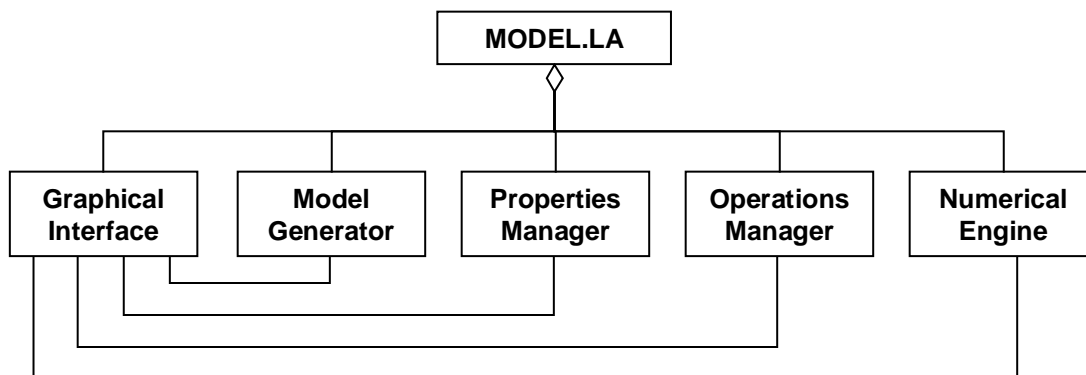 MODEL.LA
Graphical
Interface
Model
Generator
Properties
Manager
Operations
Manager
Numerical
Engine